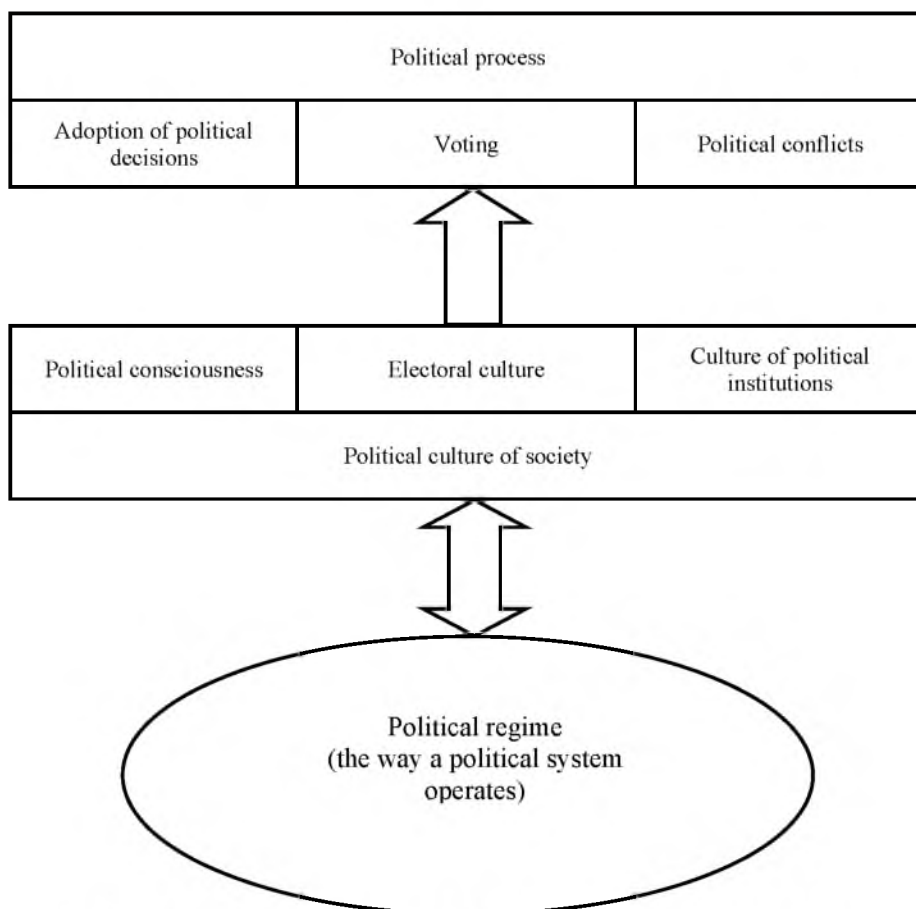 Political process
Adoption of political
decisions
Voting
Political conflicts
Political consciousness
Electoral culture
Culture of political
institutions
Political culture of society
Political regime
(the way a political system
operates)